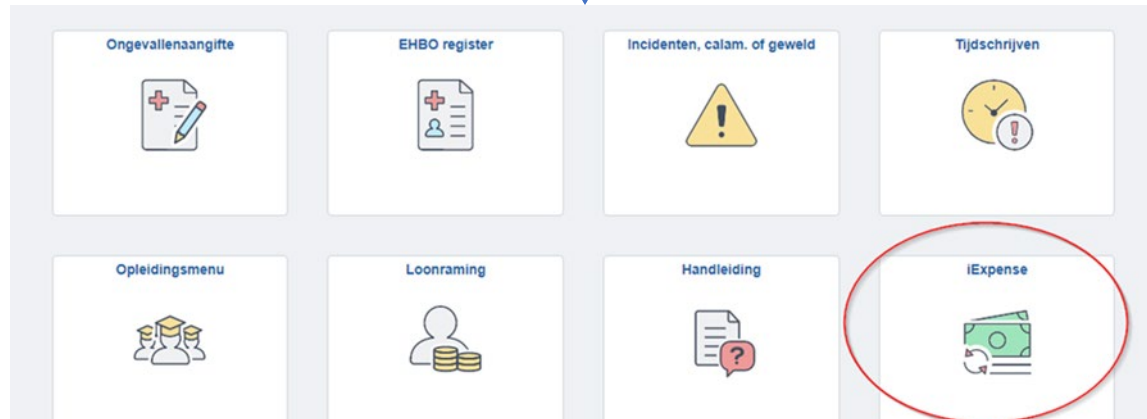 Ongevallenaangifte
EHBO register
Incidenten, calam. of geweld
Tijdschrijven
Opleidingsmenu
Loonraming
Handleiding
iExpense